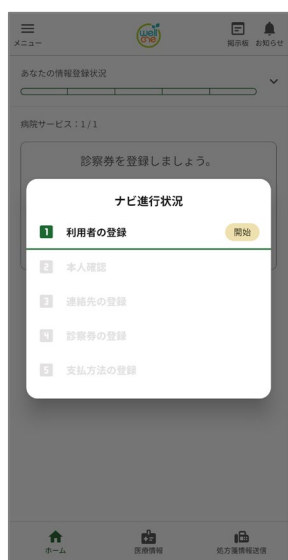 メニュー
well
one
掲示板
お知らせ
あなたの情報登録状況
病院サービス：1/1
診察券を登録しましょう。
ナビ進行状況
1 利用者の登録 開始
2 本人確認
3 連絡先の登録
4 診察券の登録
5 支払方法の登録
ホーム
医療情報
処方箋情報送信